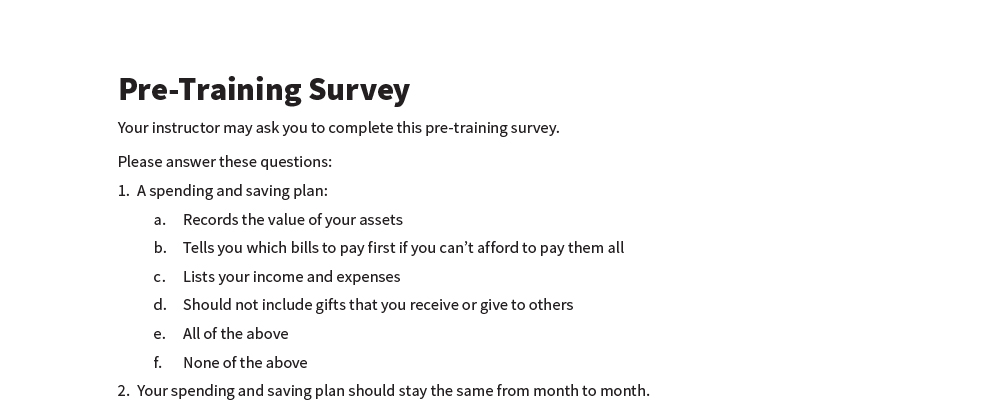 Pre-Training Survey
Your instructor may ask you to complete this pre-training survey.
Please answer these questions:
1. A spending and saving plan:
a. Records the value of your assets
b. Tells you which bills to pay first if you can’t afford to pay them all
c. Lists your income and expenses
d. Should not include gifts that you receive or give to others
e. All of the above
f. None of the above
2. Your spending and saving plan should stay the same from month to month.